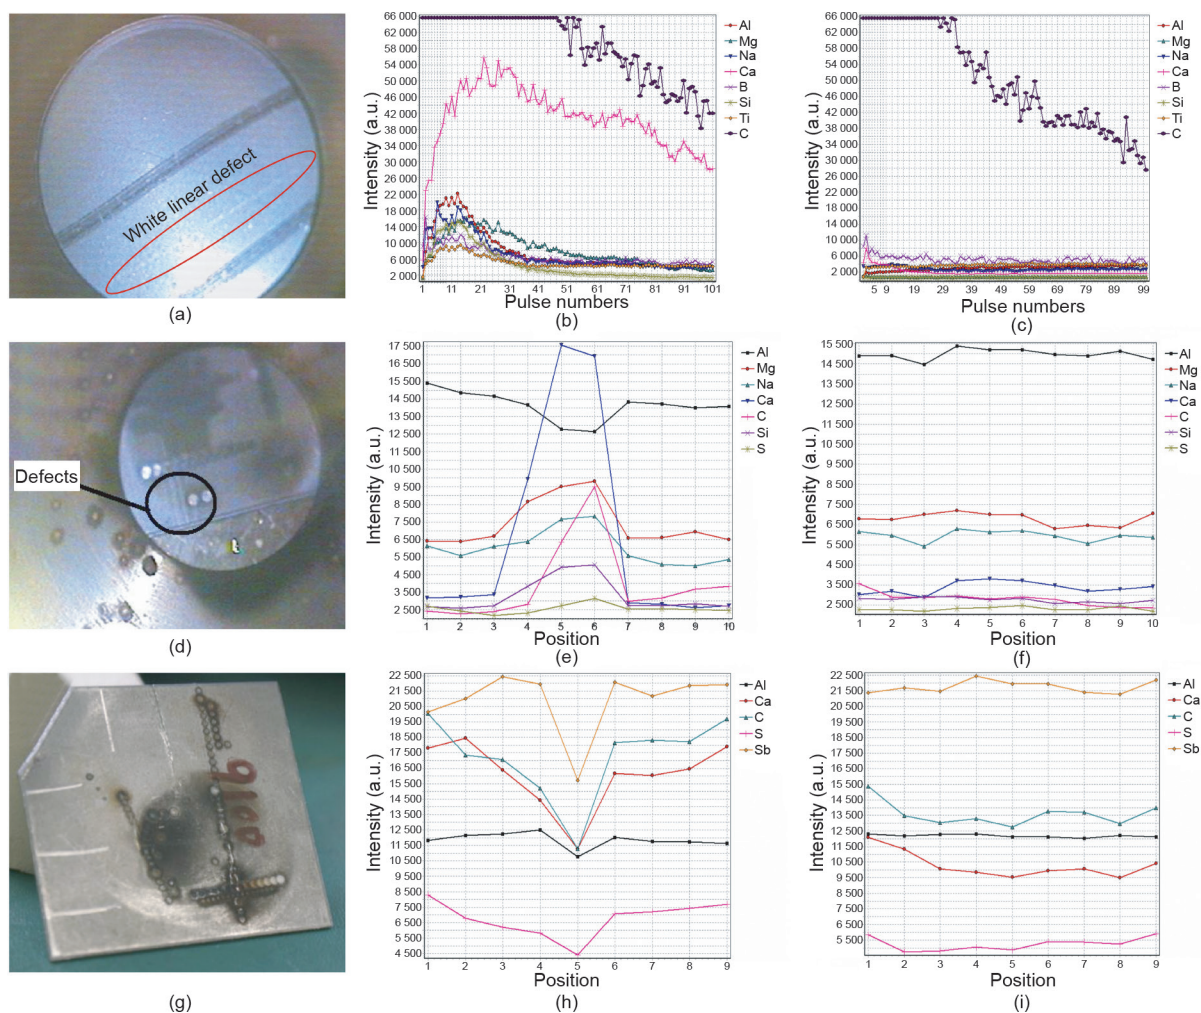 White linear defect
(a)
66 000
62 000
58 000
54 000
50 000
46 000
42 000
38 000
34 000
30 000
26 000
22 000
18 000
14 000
10 000
6 000
2 000
Intensity (a.u.)
1 11 21 31 41 51 61 71 81 91 101
Pulse numbers
Al
Mg
Na
Ca
B
Si
Ti
C
(b)
66 000
62 000
58 000
54 000
50 000
46 000
42 000
38 000
34 000
30 000
26 000
22 000
18 000
14 000
10 000
6 000
2 000
Intensity (a.u.)
5 9 19 29 39 49 59 69 79 89 99
Pulse numbers
Al
Mg
Na
Ca
B
Si
Ti
C
(c)
Defects
(d)
17 500
16 500
15 500
14 500
13 500
12 500
11 500
10 500
9 500
8 500
7 500
6 500
5 500
4 500
3 500
2 500
Intensity (a.u.)
1 2 3 4 5 6 7 8 9 10
Position
Al
Mg
Na
Ca
C
Si
S
(e)
15 500
14 500
13 500
12 500
11 500
10 500
9 500
8 500
7 500
6 500
5 500
4 500
3 500
2 500
Intensity (a.u.)
1 2 3 4 5 6 7 8 9 10
Position
Al
Mg
Na
Ca
C
Si
S
(f)
(g)
22 500
21 500
20 500
19 500
18 500
17 500
16 500
15 500
14 500
13 500
12 500
11 500
10 500
9 500
8 500
7 500
6 500
5 500
4 500
Intensity (a.u.)
1 2 3 4 5 6 7 8 9
Position
Al
Ca
C
S
Sb
(h)
22 500
21 500
20 500
19 500
18 500
17 500
16 500
15 500
14 500
13 500
12 500
11 500
10 500
9 500
8 500
7 500
6 500
5 500
Intensity (a.u.)
1 2 3 4 5 6 7 8 9
Position
Al
Ca
C
S
Sb
(i)